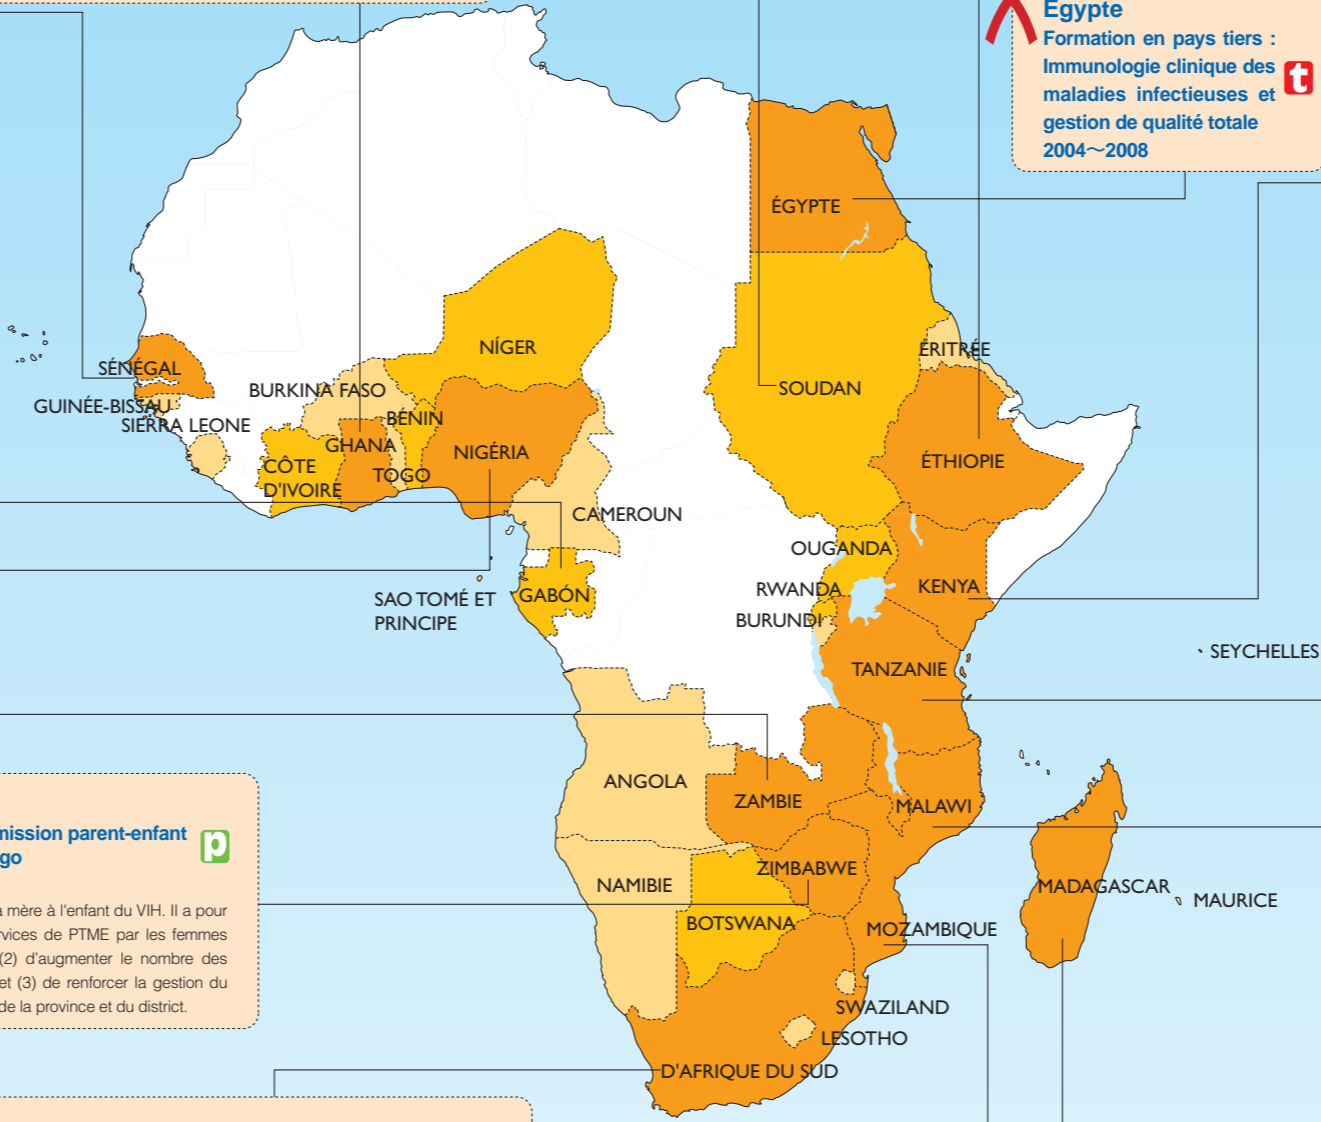 Egypte
Formation en pays tiers :
Immunologie clinique des
maladies infectieuses et
gestion de qualité totale
2004～2008
t
ÉGYPTE
NÍGER
ÉRITRÉE
SÉNÉGAL
SOUDAN
BURKINA FASO
GUINÉE-BISSAU
BÉNIN
SIERRA LEONE
GHANA
NIGÉRIA
ÉTHIOPIE
CÔTE
D'IVOIRE
TOGO
CAMEROUN
OUGANDA
RWANDA
KENYA
GABÓN
SAO TOMÉ ET
PRINCIPE
BURUNDI
SEYCHELLES
TANZANIE
ANGOLA
ZAMBIE
MALAWI
mission parent-enfant
go
p
ZIMBABWE
NAMIBIE
MADAGASCAR
MAURICE
a mère à l'enfant du VIH. Il a pour
rvices de PTME par les femmes
(2) d'augmenter le nombre des
et (3) de renforcer la gestion du
de la province et du district.
BOTSWANA
MOZAMBIQUE
SWAZILAND
LESOTHO
D'AFRIQUE DU SUD